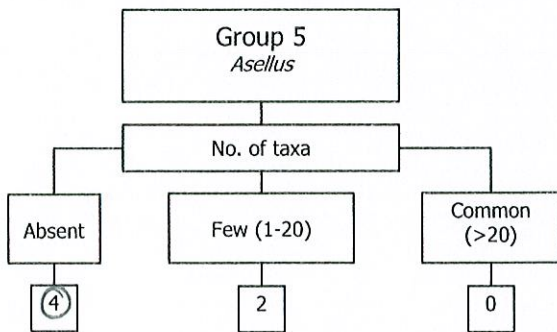 Group 5
Asellus
No. of taxa
Absent
Few (1-20)
Common
(>20)
4
2
0